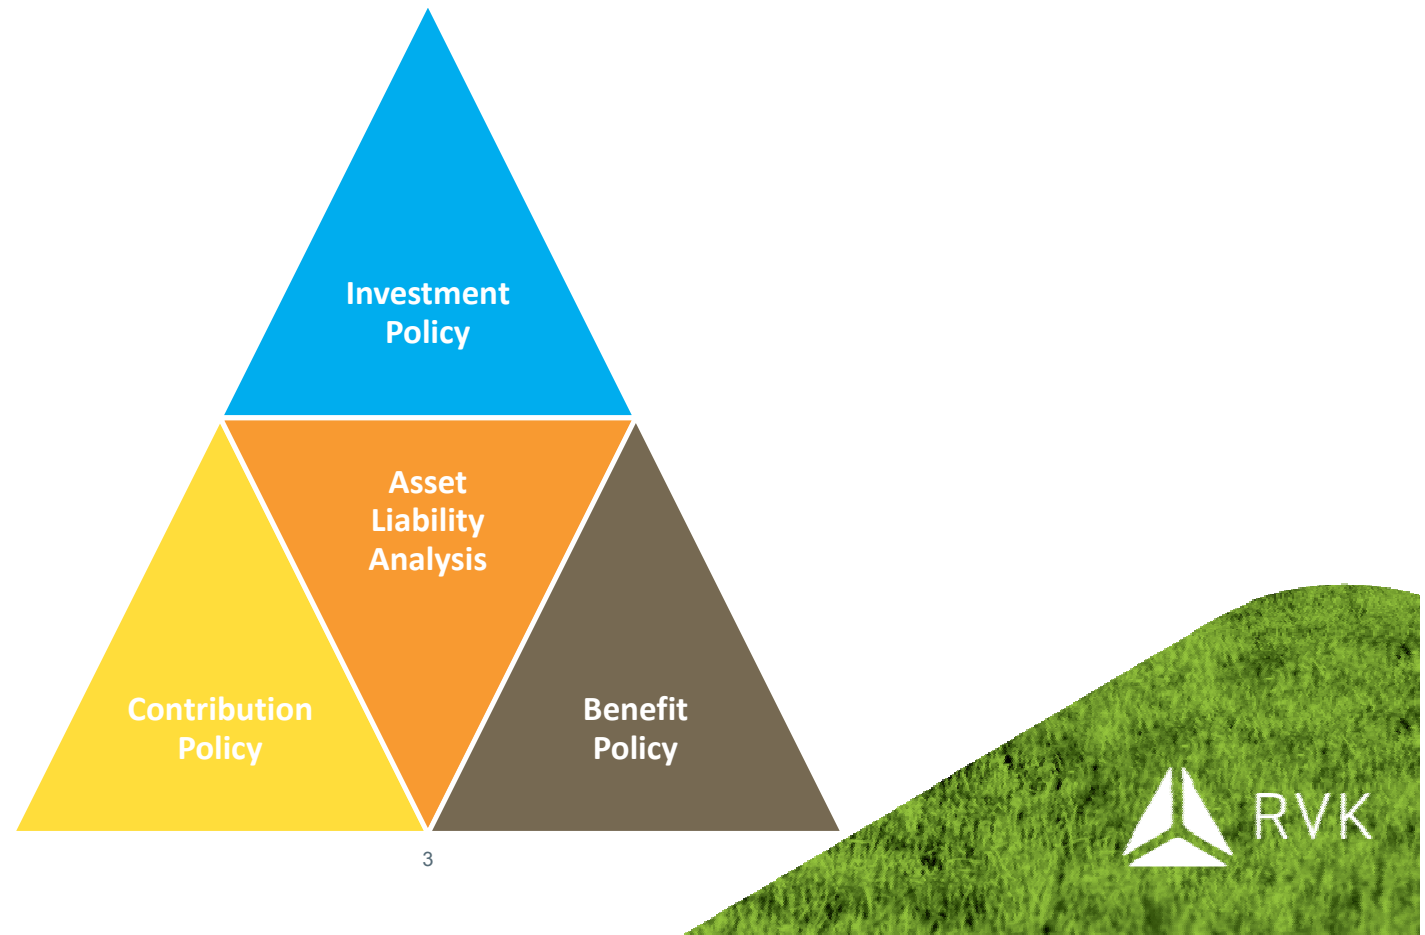 Investment
Policy
Asset
Liability
Analysis
Contribution
Policy
Benefit
Policy
3
RVK